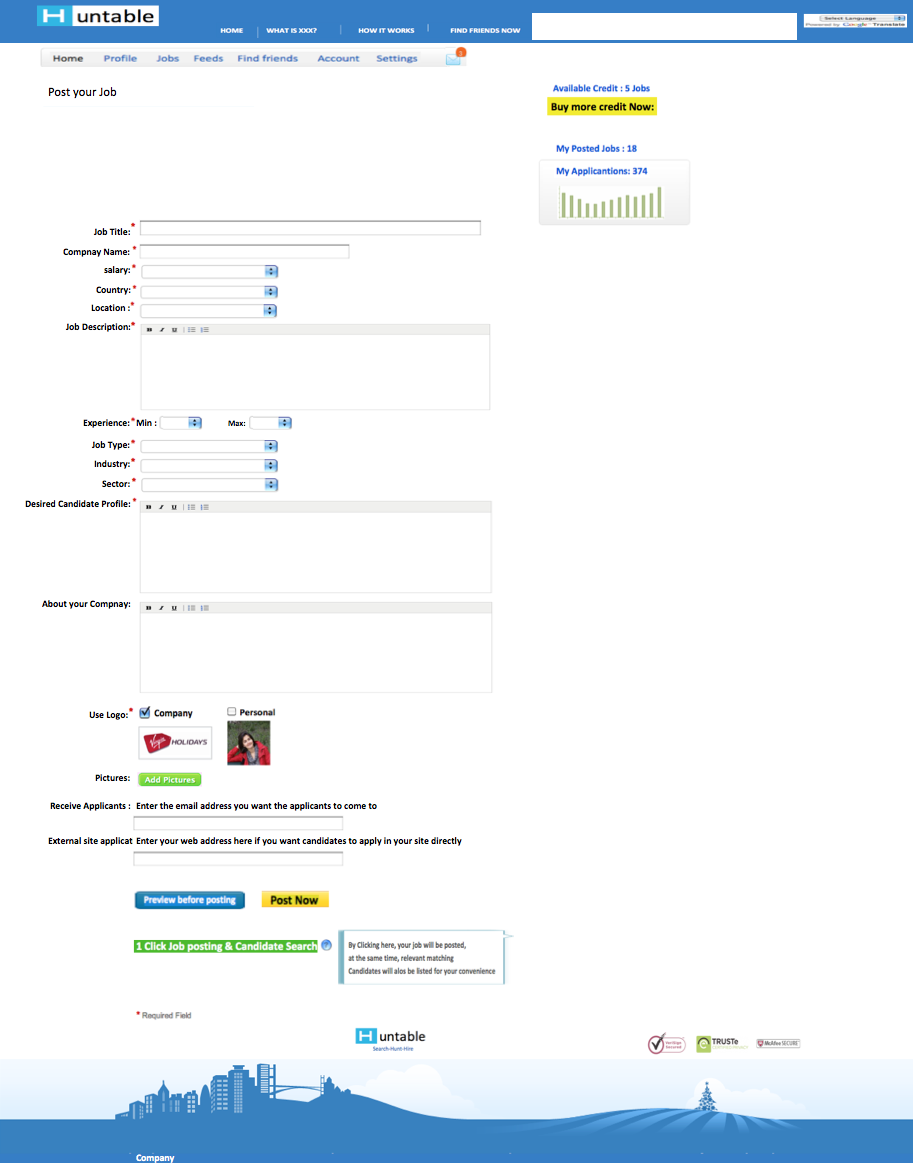 H untable
HOME WHAT IS XXX? HOW IT WORKS FIND FRIENDS NOW
Select Language
Powered by Google Translate
Home Profile Jobs Feeds Find friends Account Settings
Post your Job
Available Credit : 5 Jobs
Buy more credit Now:
My Posted Jobs : 18
My Applicantions: 374
Job Title:*
Compnay Name: *
salary:*
Country:*
Location :*
Job Description:*
B I U
Experience:*Min : Max:
Job Type:*
Industry:*
Sector:*
Desired Candidate Profile: *
B I U
About your Compnay:
B I U
Use Logo:* Company Personal
Virgin HOLIDAYS
Pictures: Add Pictures
Receive Applicants : Enter the email address you want the applicants to come to
External site applicat Enter your web address here if you want candidates to apply in your site directly
Preview before posting Post Now
1 Click Job posting & Candidate Search
By Clicking here, your job will be posted,
at the same time, relevant matching
Candidates will alos be listed for your convenience
* Required Field
H untable
Search-Hunt-Hire
VeriSign
Secured
TRUSTe
McAfee SECURE
Company